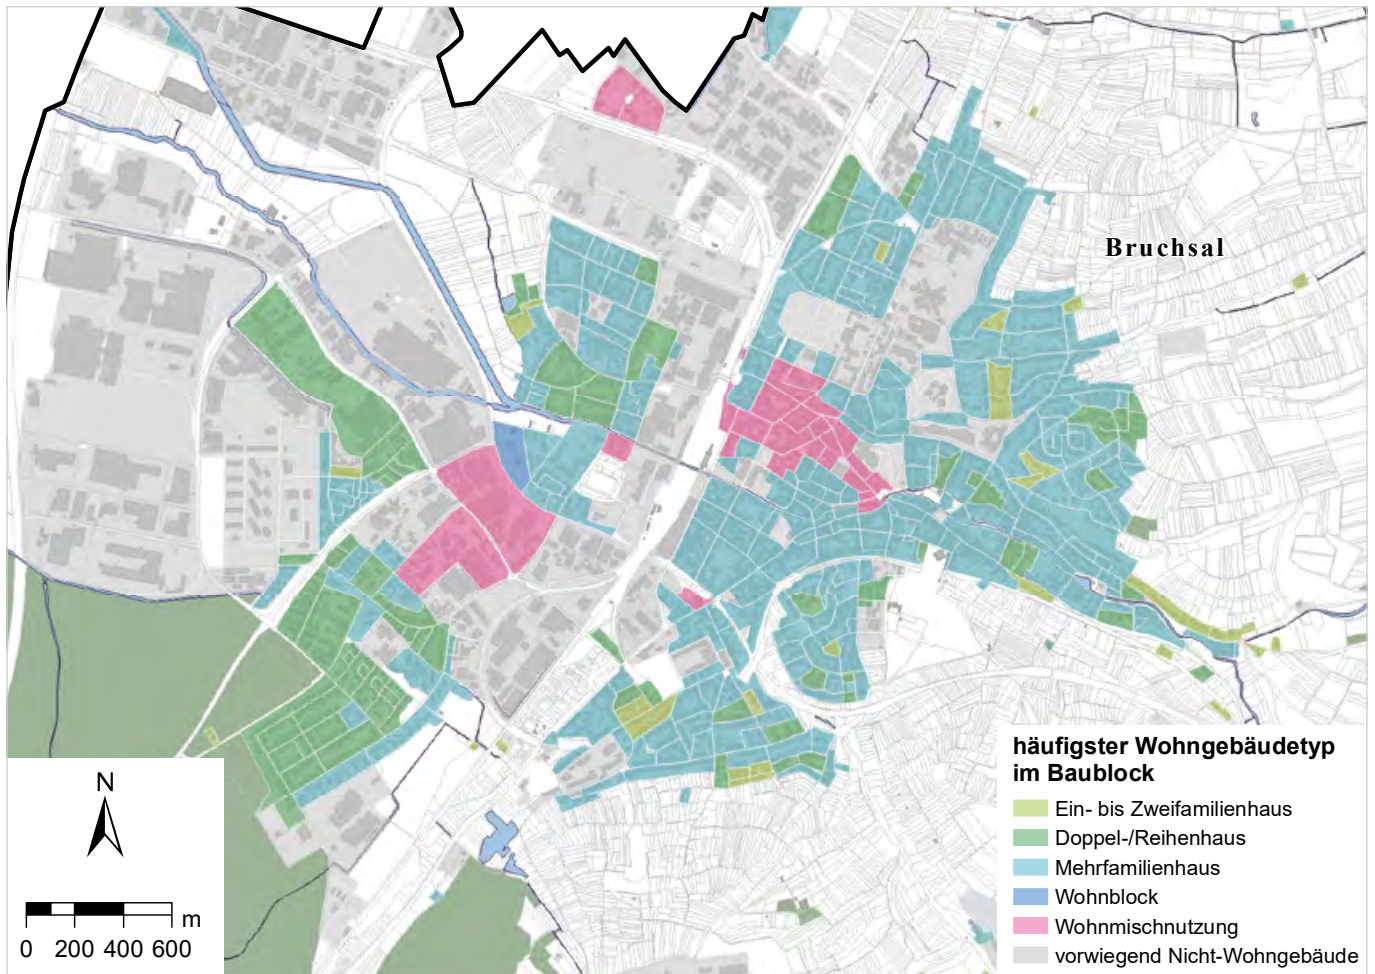 Bruchsal
häufigster Wohngebäudetyp
im Baublock
Ein- bis Zweifamilienhaus
Doppel-/Reihenhaus
Mehrfamilienhaus
Wohnblock
Wohnmischnutzung
vorwiegend Nicht-Wohngebäude
N
m
0 200 400 600